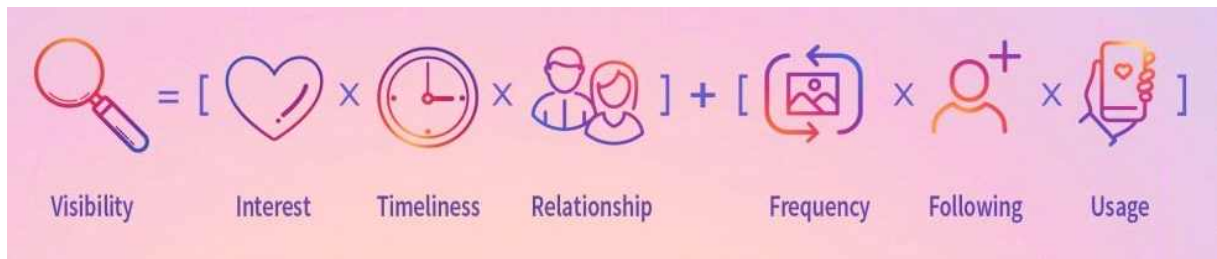 = [ x x ] + [ x x ]
Visibility Interest Timeliness Relationship Frequency Following Usage